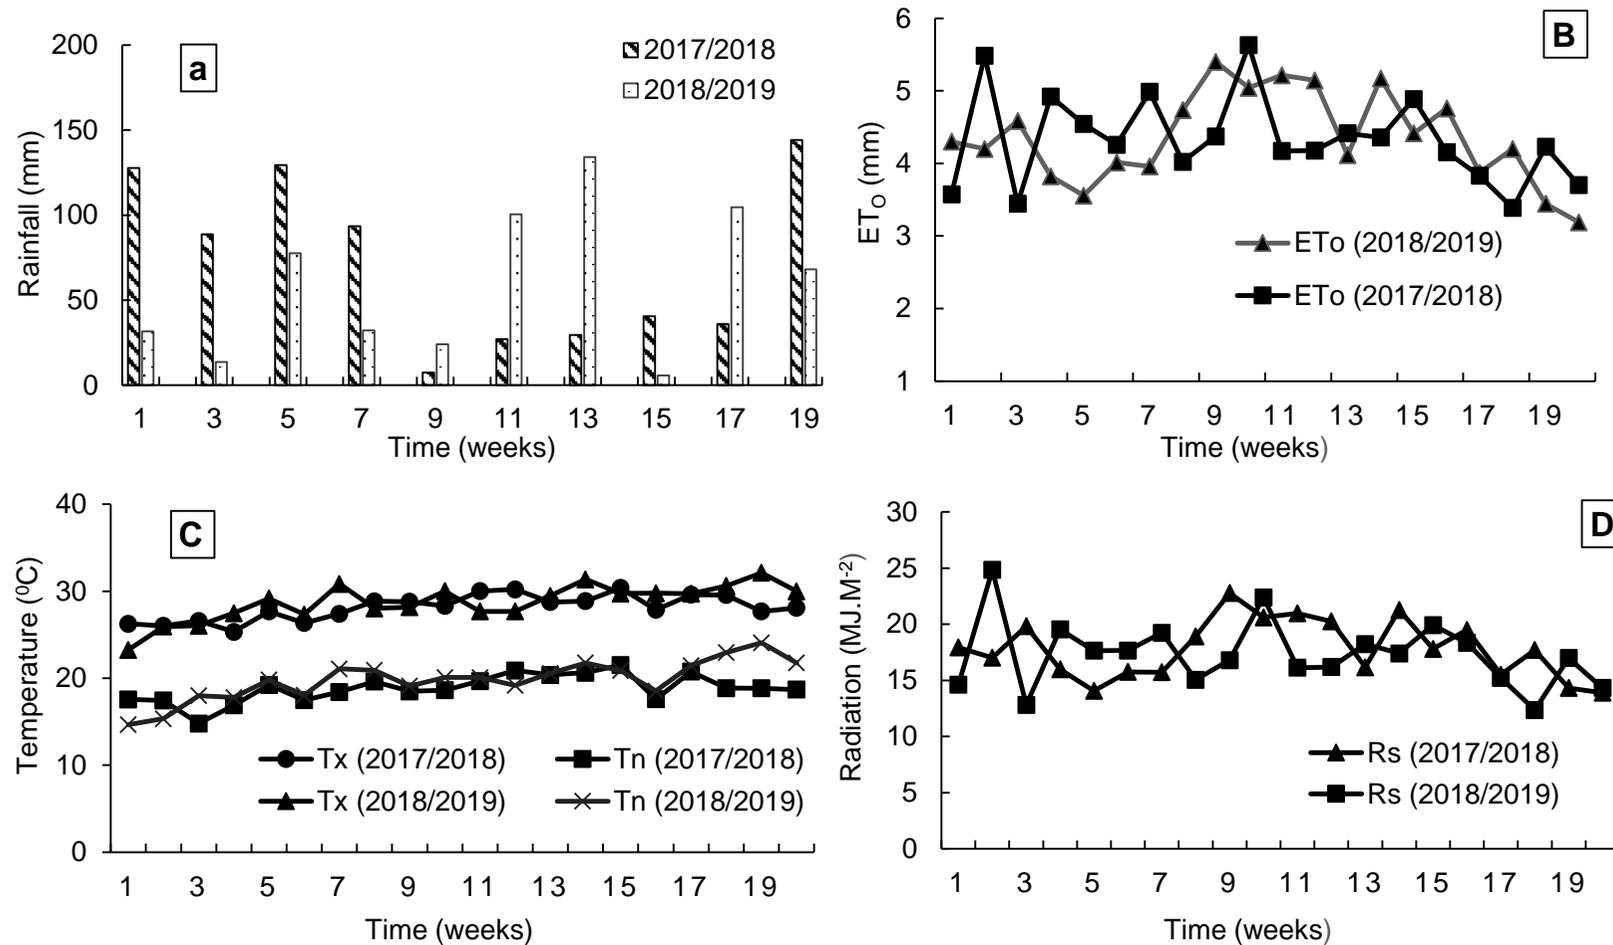 a
200
150
100
50
0
Rainfall (mm)
2017/2018
2018/2019
1 3 5 7 9 11 13 15 17 19
Time (weeks)
B
6
5
4
3
2
1
ETO (mm)
ETo (2018/2019)
ETo (2017/2018)
1 3 5 7 9 11 13 15 17 19
Time (weeks)
C
40
30
20
10
0
Temperature (⁰C)
Tx (2017/2018) Tn (2017/2018)
Tx (2018/2019) Tn (2018/2019)
1 3 5 7 9 11 13 15 17 19
Time (weeks)
D
30
25
20
15
10
5
0
Radiation (MJ.M-2)
Rs (2017/2018)
Rs (2018/2019)
1 3 5 7 9 11 13 15 17 19
Time (weeks)